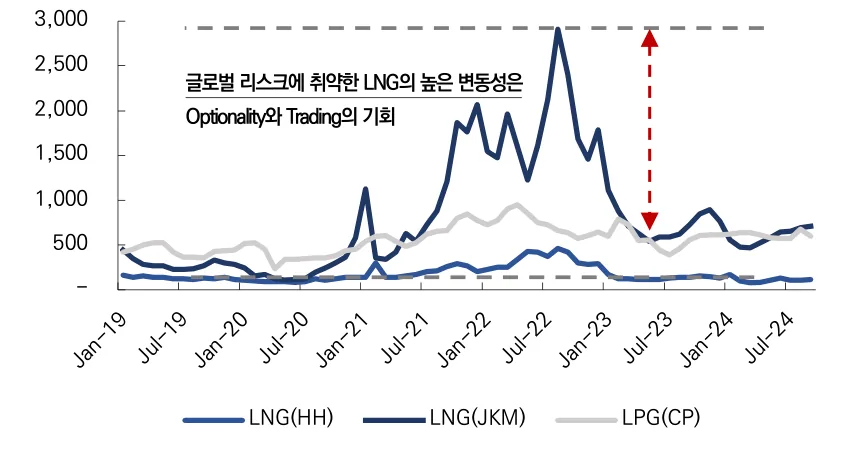 3,000
2,500
2,000
1,500
1,000
500
–
글로벌 리스크에 취약한 LNG의 높은 변동성은
Optionality와 Trading의 기회
Jan-19
Jul-19
Jan-20
Jul-20
Jan-21
Jul-21
Jan-22
Jul-22
Jan-23
Jul-23
Jan-24
Jul-24
LNG(HH)
LNG(JKM)
LPG(CP)